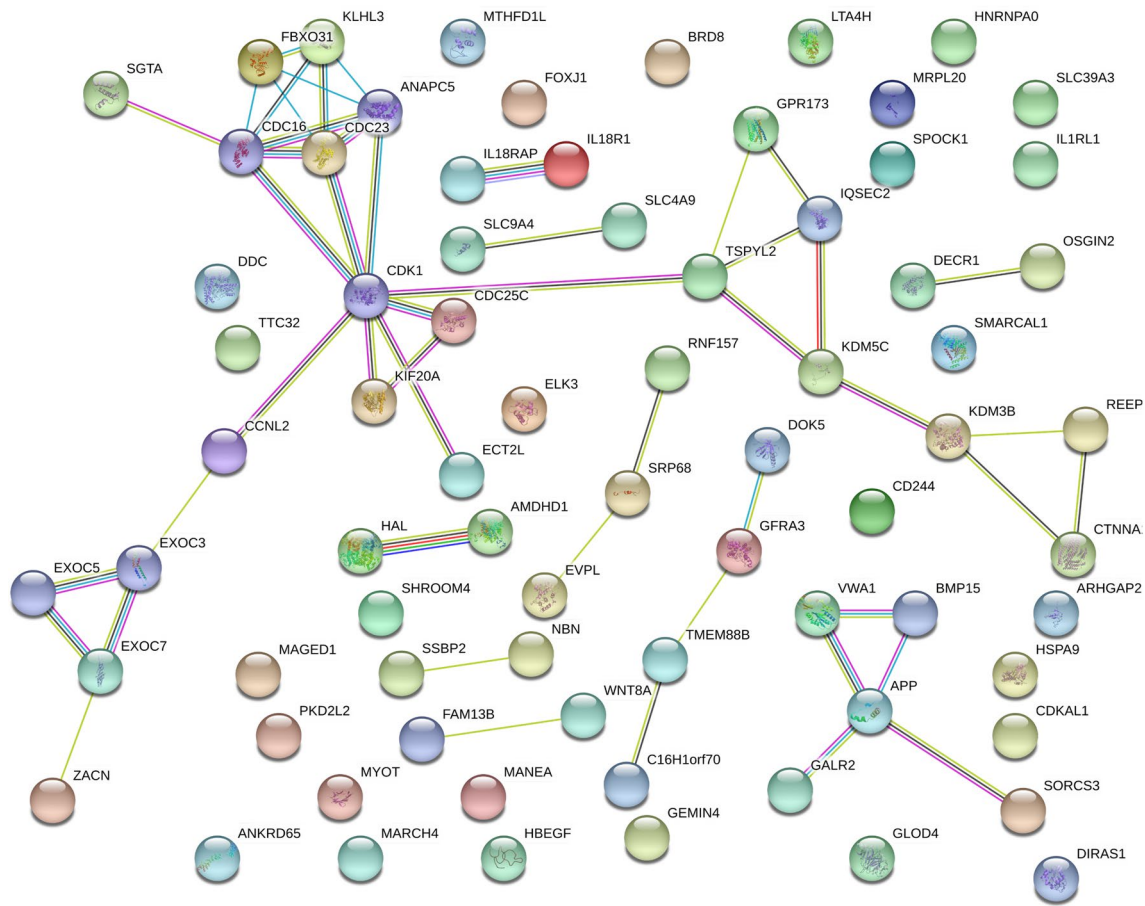 KLHL3
MTHFD1L
LTA4H
HNRNPA0
FBXO31
BRD8
SGTA
ANAPC5
FOXJ1
MRPL20
SLC39A3
GPR173
CDC16
CDC23
IL18RAP
IL18R1
SPOCK1
IL1RL1
IQSEC2
SLC9A4
SLC4A9
TSPYL2
DECR1
OSGIN2
DDC
CDK1
CDC25C
TTC32
SMARCAL1
RNF157
KDM5C
KIF20A
ELK3
KDM3B
REEP
CCNL2
DOK5
ECT2L
SRP68
CD244
HAL
AMDHD1
GFRA3
CTNNA
EXOC3
EXOC5
EVPL
SHROOM4
VWA1
BMP15
ARHGAP2
EXOC7
NBN
MAGED1
SSBP2
TMEM88B
HSPA9
WNT8A
APP
PKD2L2
FAM13B
CDKAL1
C16H1orf70
GALR2
ZACN
MYOT
MANEA
SORCS3
GEMIN4
ANKRD65
MARCH4
HBEGF
GLOD4
DIRAS1